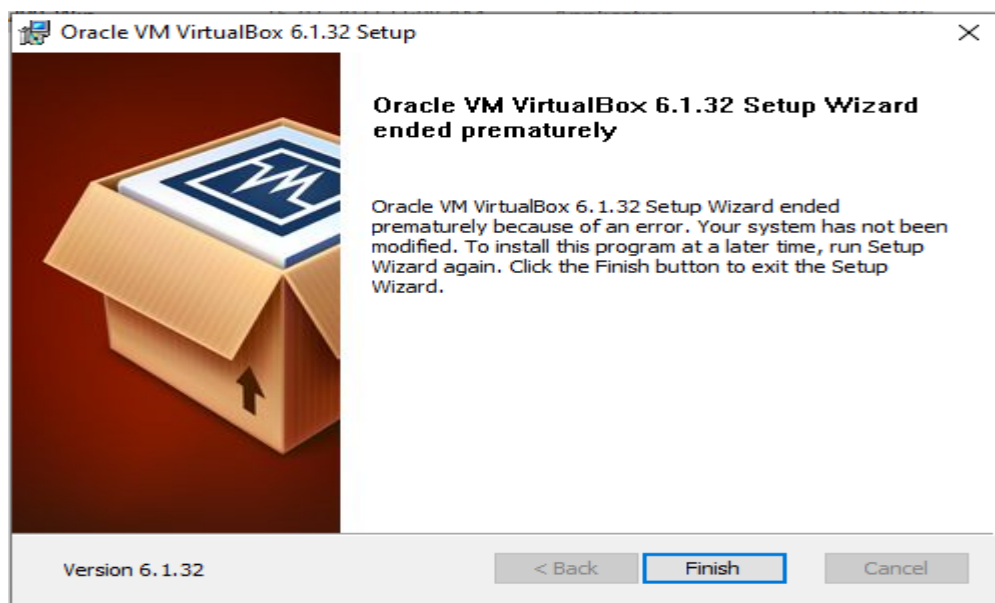 Oracle VM VirtualBox 6.1.32 Setup
Oracle VM VirtualBox 6.1.32 Setup Wizard
ended prematurely
Oracle VM VirtualBox 6.1.32 Setup Wizard ended
prematurely because of an error. Your system has not been
modified. To install this program at a later time, run Setup
Wizard again. Click the Finish button to exit the Setup
Wizard.
Version 6.1.32
< Back
Finish
Cancel